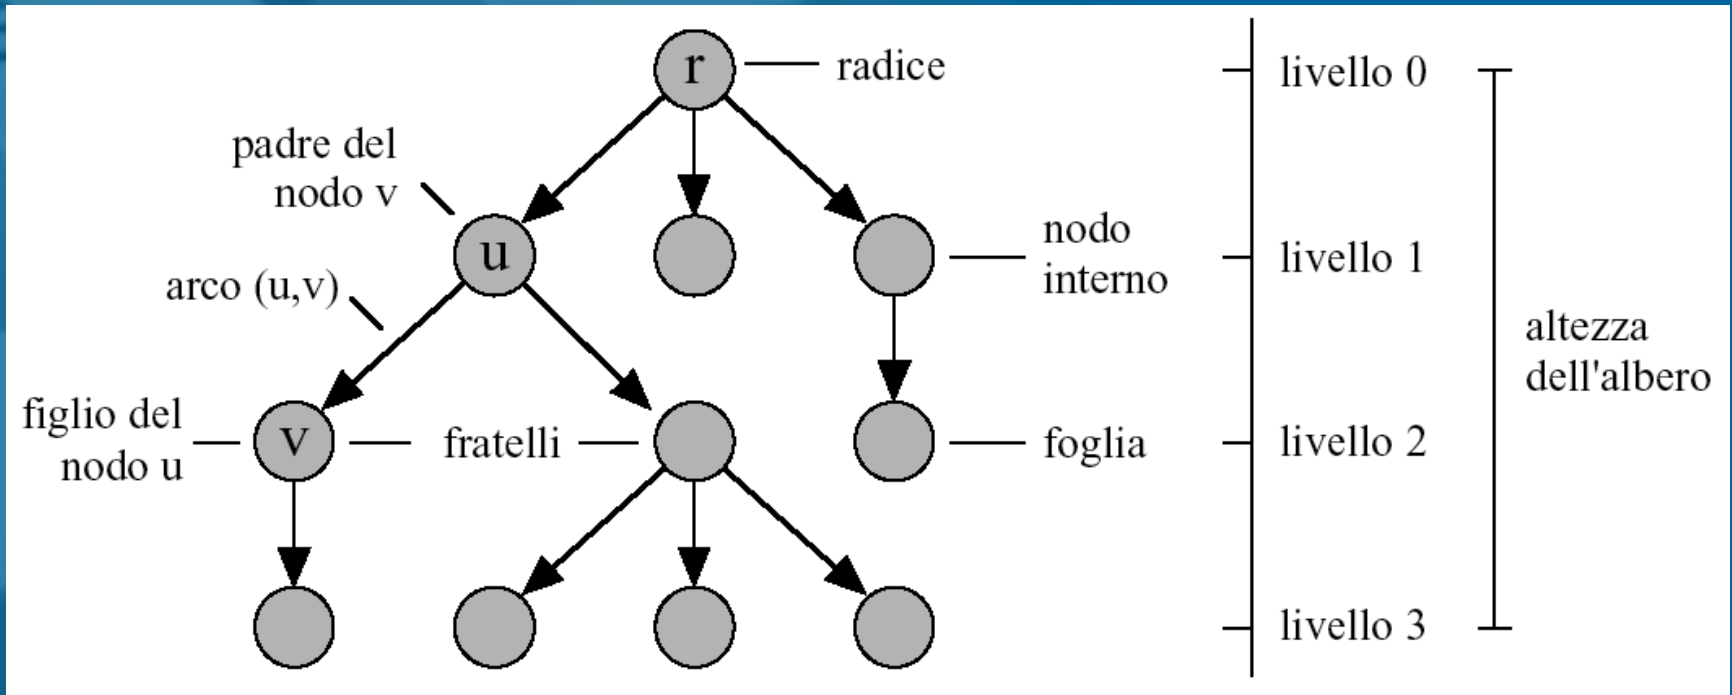 r
radice
livello 0
padre del
nodo v
u
nodo
interno
livello 1
arco (u,v)
altezza
dell'albero
figlio del
nodo u
v
fratelli
foglia
livello 2
livello 3